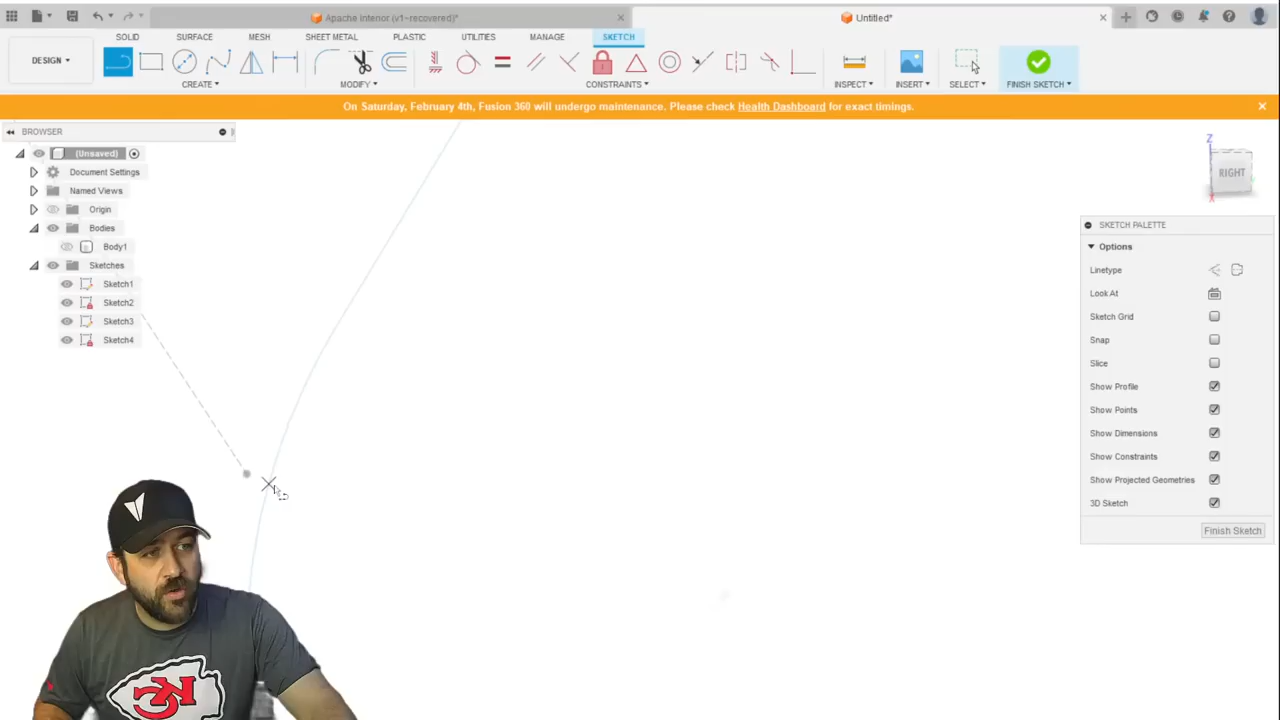 Apache Interior (v1~recovered)*
Untitled*
SOLID SURFACE MESH SHEET METAL PLASTIC UTILITIES MANAGE SKETCH
DESIGN
CREATE MODIFY CONSTRAINTS INSPECT INSERT SELECT FINISH SKETCH
On Saturday, February 4th, Fusion 360 will undergo maintenance. Please check Health Dashboard for exact timings.
BROWSER
(Unsaved)
Document Settings
Named Views
Origin
Bodies
Body1
Sketches
Sketch1
Sketch2
Sketch3
Sketch4
Z
RIGHT
X
SKETCH PALETTE
Options
Linetype
Look At
Sketch Grid
Snap
Slice
Show Profile
Show Points
Show Dimensions
Show Constraints
Show Projected Geometries
3D Sketch
Finish Sketch